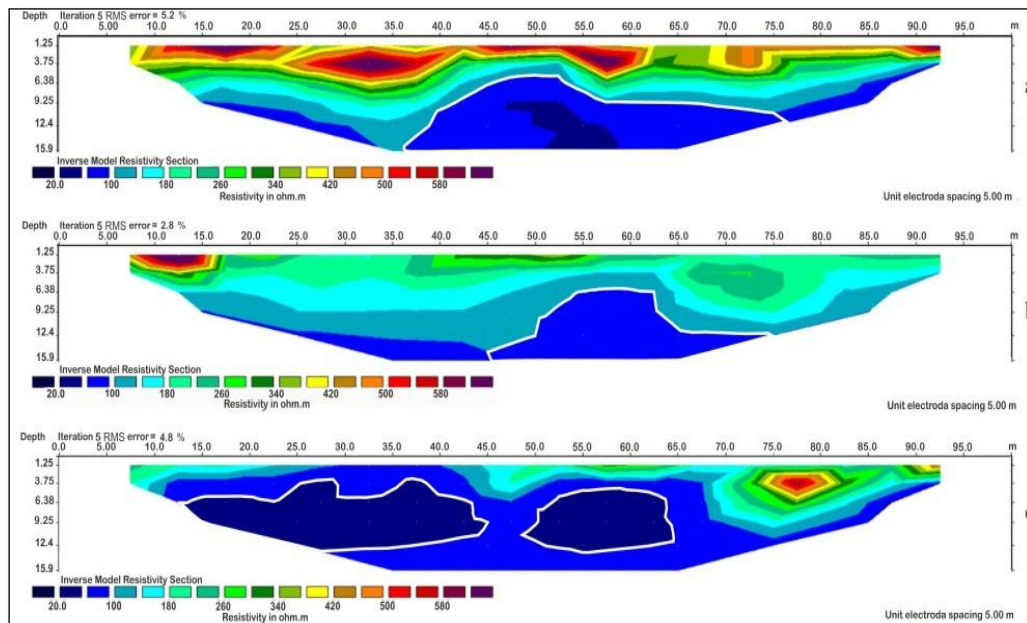 Depth Iteration 5 RMS error = 5.2 %
0.0 5.00 10.0 15.0 20.0 25.0 30.0 35.0 40.0 45.0 50.0 55.0 60.0 65.0 70.0 75.0 80.0 85.0 90.0 95.0 m
1.25
3.75
6.38
9.25
12.4
15.9
a
Inverse Model Resistivity Section
20.0 100 180 260 340 420 500 580
Resistivity in ohm.m
Unit electroda spacing 5.00 m
Depth Iteration 5 RMS error = 2.8 %
0.0 5.0 10.0 15.0 20.0 25.0 30.0 35.0 40.0 45.0 50.0 55.0 60.0 65.0 70.0 75.0 80.0 85.0 90.0 95.0 m
1.25
3.75
6.38
9.25
12.4
15.9
Inverse Model Resistivity Section
20.0 100 180 260 340 420 500 580
Resistivity in ohm.m
Unit electroda spacing 5.00 m
Depth Iteration 5 RMS error = 4.8 %
0.0 5.0 10.0 15.0 20.0 25.0 30.0 35.0 40.0 45.0 50.0 55.0 60.0 65.0 70.0 75.0 80.0 85.0 90.0 95.0 m
1.25
3.75
6.38
9.25
12.4
15.9
Inverse Model Resistivity Section
20.0 100 180 260 340 420 500 580
Resistivity in ohm.m
Unit electroda spacing 5.00 m